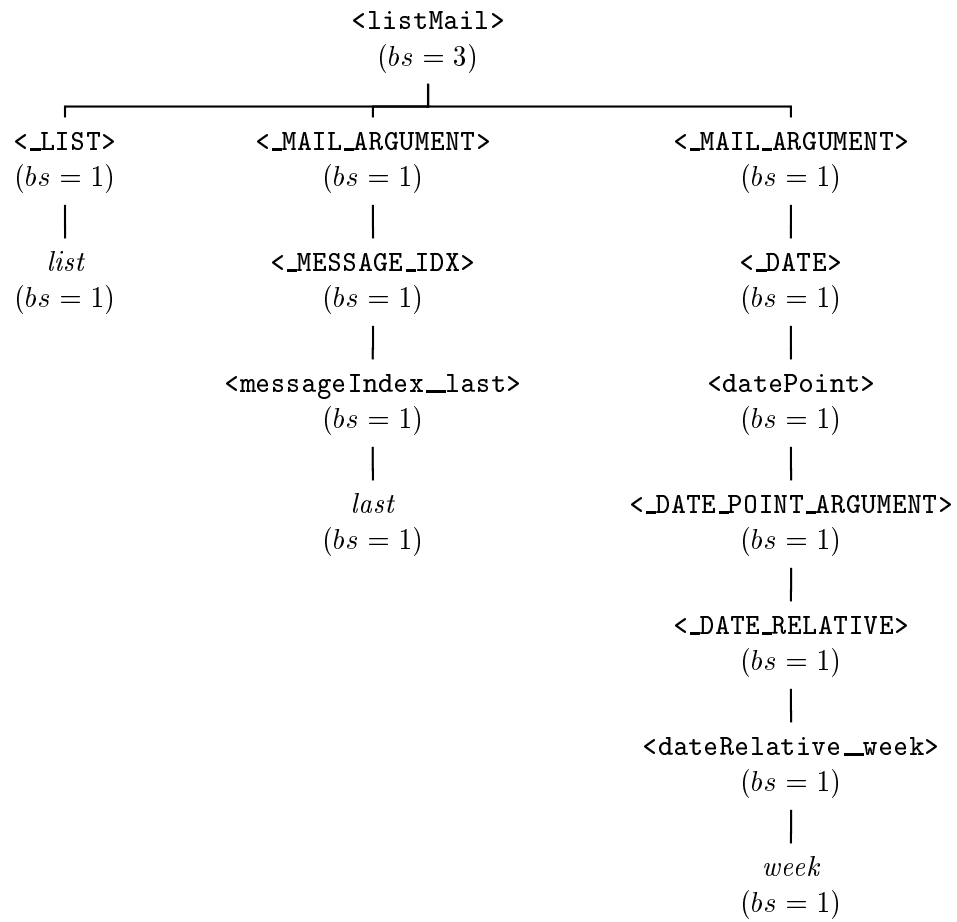 <listMail>
(bs = 3)
<_LIST> <_MAIL_ARGUMENT> <_MAIL_ARGUMENT>
(bs = 1) (bs = 1) (bs = 1)
list <_MESSAGE_IDX> <_DATE>
(bs = 1) (bs = 1) (bs = 1)
<messageIndex_last> <datePoint>
(bs = 1) (bs = 1)
last <_DATE_POINT_ARGUMENT>
(bs = 1) (bs = 1)
<_DATE_RELATIVE>
(bs = 1)
<dateRelative_week>
(bs = 1)
week
(bs = 1)